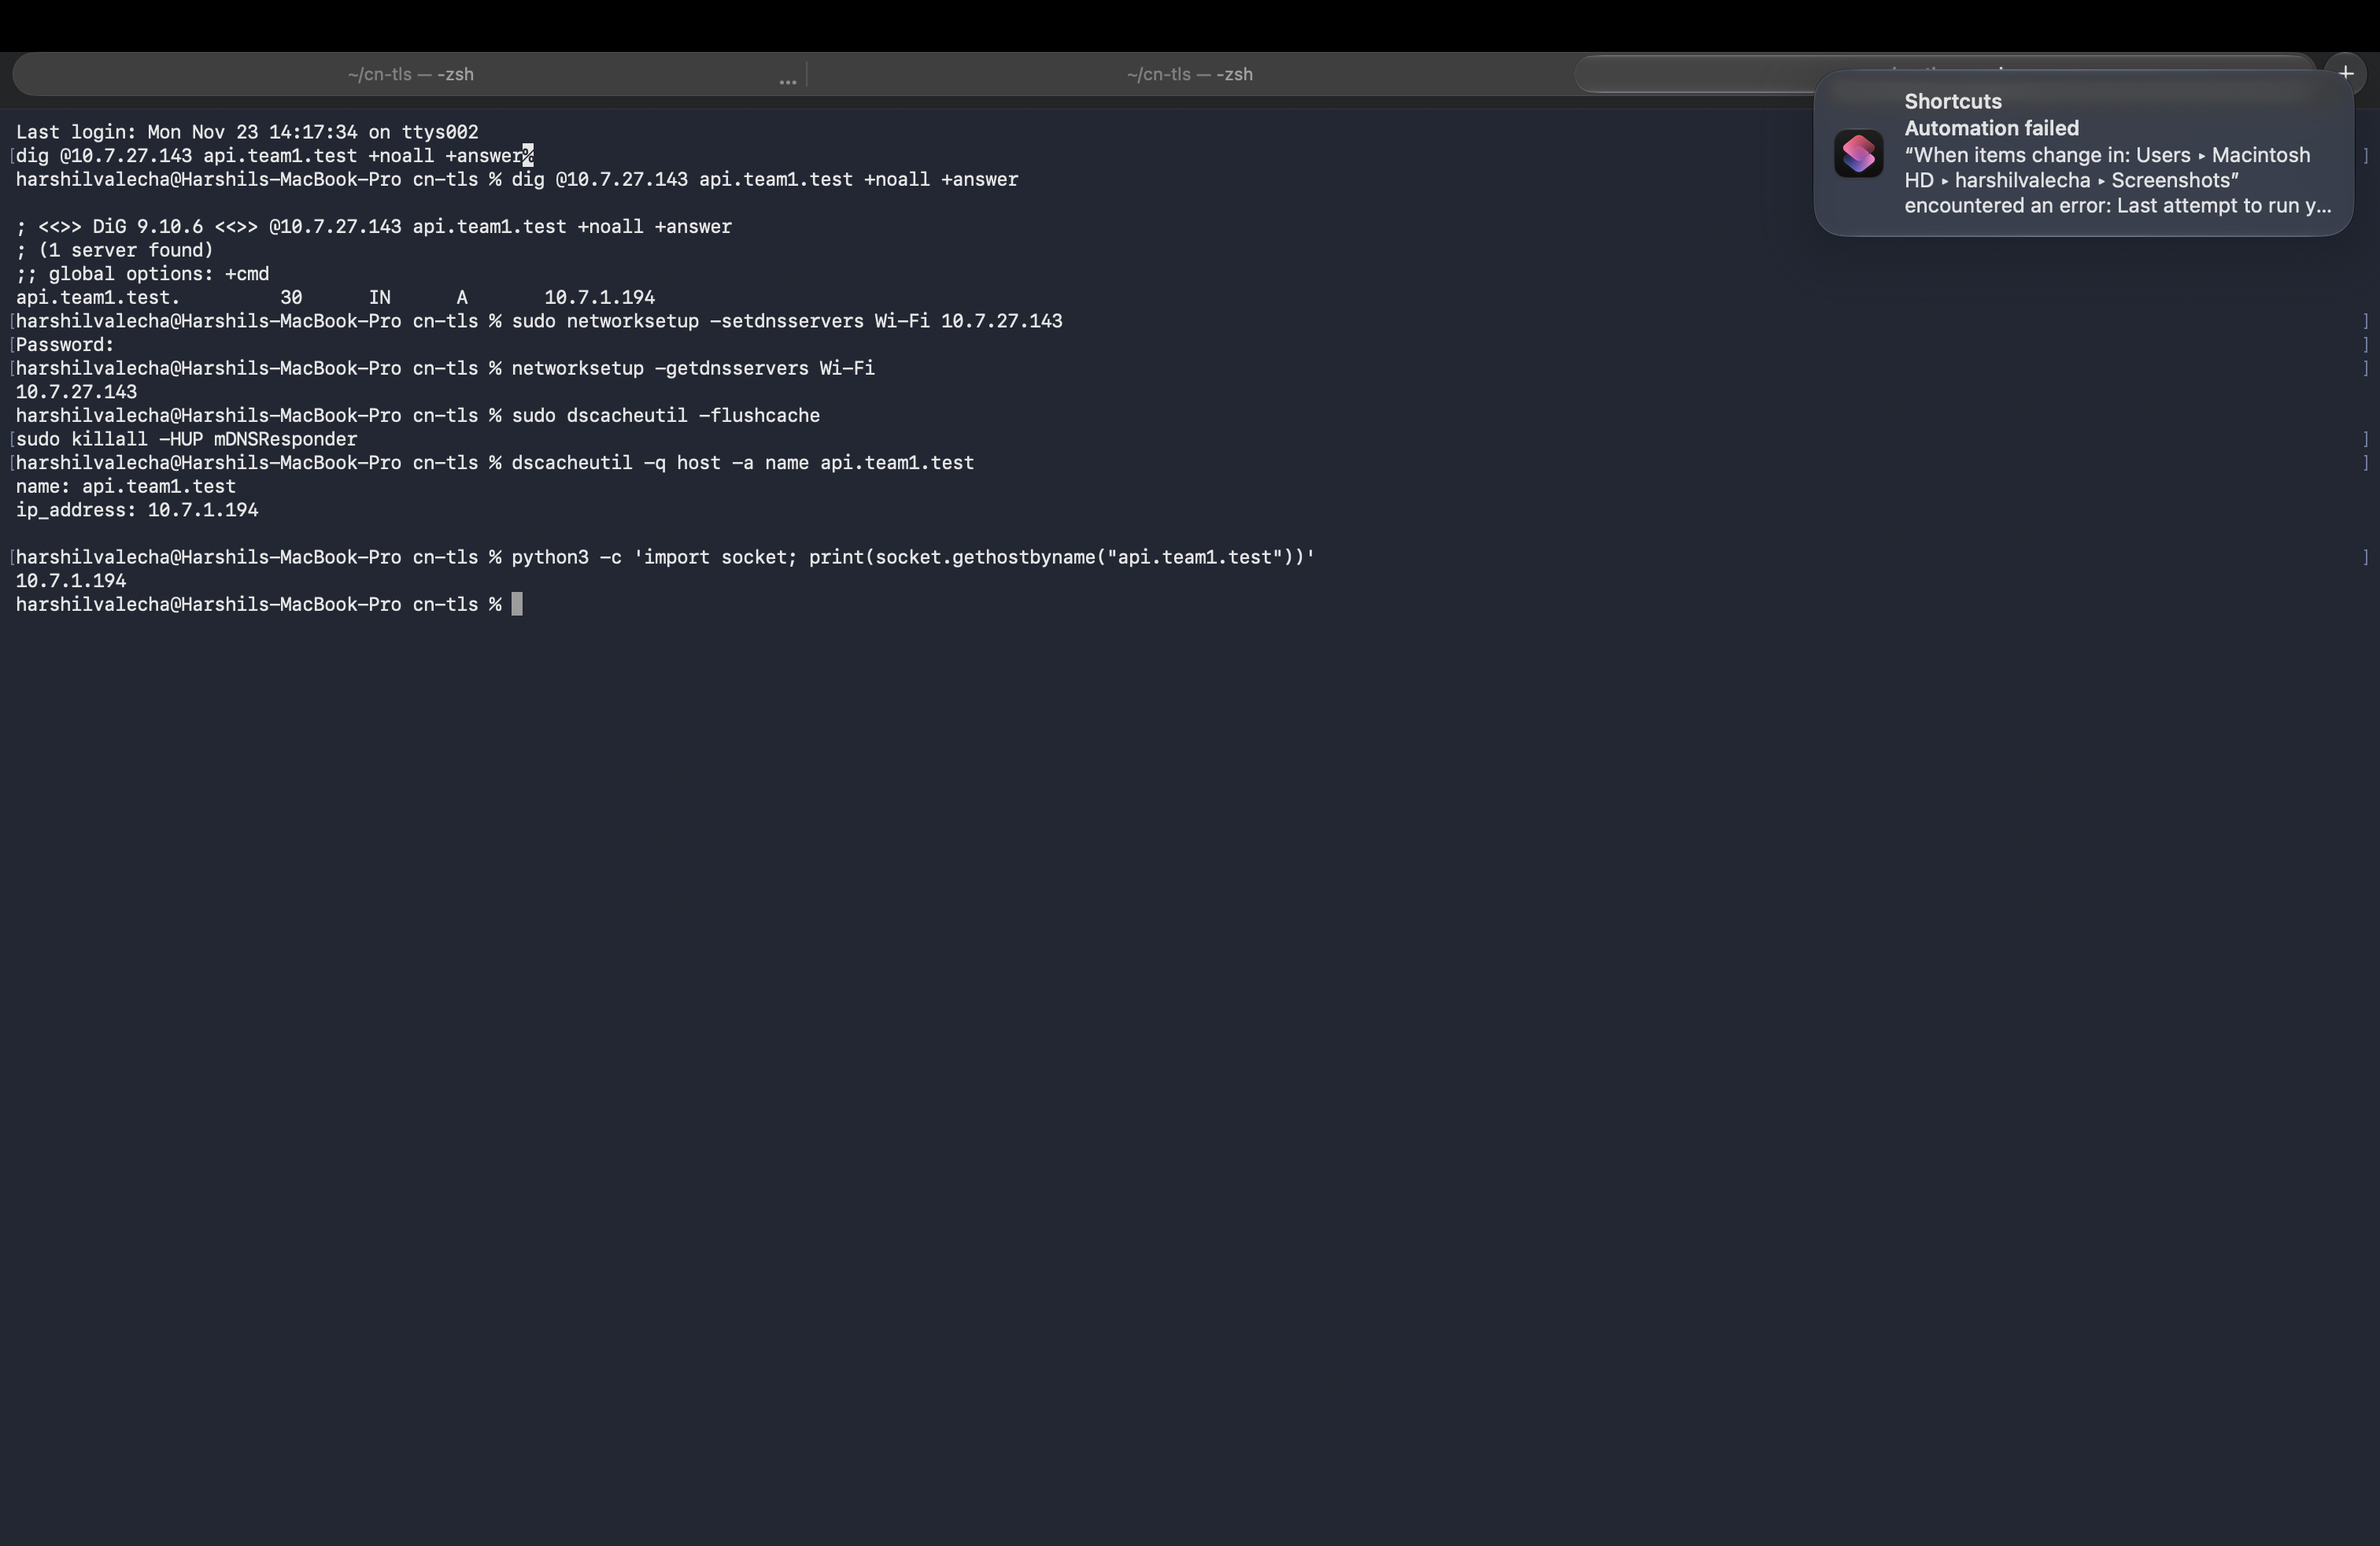 ~/cn-tls — -zsh
...
~/cn-tls — -zsh
+
Shortcuts
Automation failed
“When items change in: Users ▸ Macintosh
HD ▸ harshilvalecha ▸ Screenshots”
encountered an error: Last attempt to run y...
Last login: Mon Nov 23 14:17:34 on ttys002
[dig @10.7.27.143 api.team1.test +noall +answer% ]
harshilvalecha@Harshils-MacBook-Pro cn-tls % dig @10.7.27.143 api.team1.test +noall +answer
; <<>> DiG 9.10.6 <<>> @10.7.27.143 api.team1.test +noall +answer
; (1 server found)
;; global options: +cmd
api.team1.test. 30 IN A 10.7.1.194
[harshilvalecha@Harshils-MacBook-Pro cn-tls % sudo networksetup -setdnsservers Wi-Fi 10.7.27.143 ]
[Password: ]
[harshilvalecha@Harshils-MacBook-Pro cn-tls % networksetup -getdnsservers Wi-Fi ]
10.7.27.143
harshilvalecha@Harshils-MacBook-Pro cn-tls % sudo dscacheutil -flushcache
[sudo killall -HUP mDNSResponder ]
[harshilvalecha@Harshils-MacBook-Pro cn-tls % dscacheutil -q host -a name api.team1.test ]
name: api.team1.test
ip_address: 10.7.1.194
[harshilvalecha@Harshils-MacBook-Pro cn-tls % python3 -c 'import socket; print(socket.gethostbyname("api.team1.test"))' ]
10.7.1.194
harshilvalecha@Harshils-MacBook-Pro cn-tls %